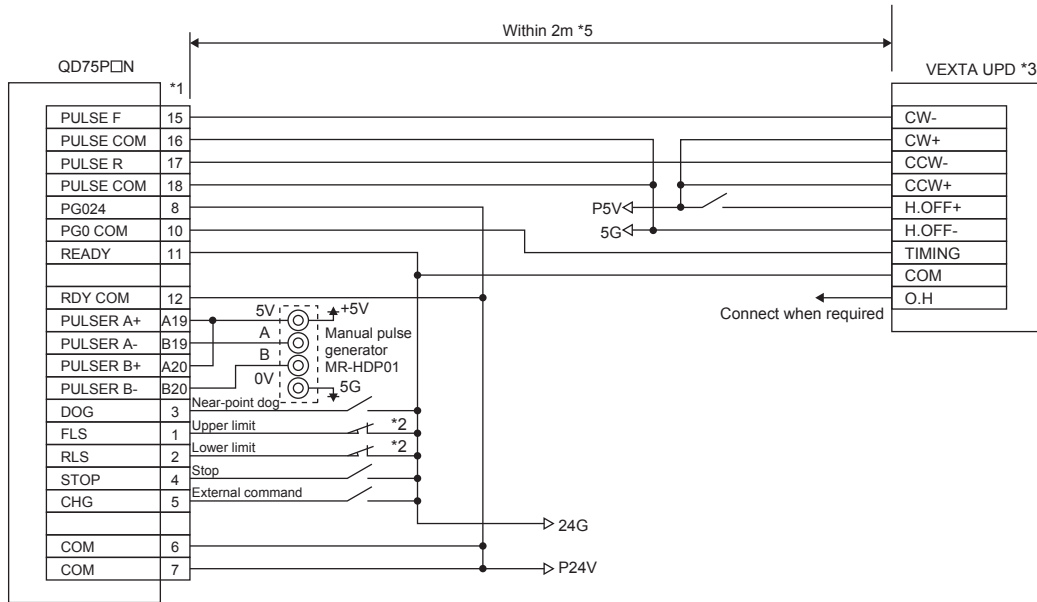 Within 2m *5
QD75P□N
VEXTA UPD *3
*1
PULSE F 15 CW-
PULSE COM 16 CW+
PULSE R 17 CCW-
PULSE COM 18 CCW+
PG024 8 P5V H.OFF+
PG0 COM 10 5G H.OFF-
READY 11 TIMING
COM
RDY COM 12 O.H
Connect when required
5V +5V
PULSER A+ A19
PULSER A- B19 A Manual pulse
generator
PULSER B+ A20 B MR-HDP01
PULSER B- B20 0V 5G
DOG 3 Near-point dog
FLS 1 Upper limit *2
RLS 2 Lower limit *2
STOP 4 Stop
CHG 5 External command
24G
COM 6
COM 7 P24V